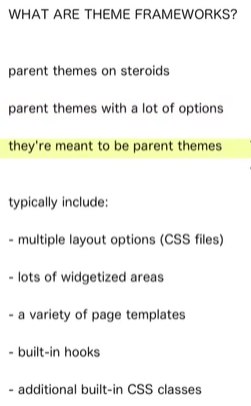 WHAT ARE THEME FRAMEWORKS?
parent themes on steroids
parent themes with a lot of options
they're meant to be parent themes
typically include:
- multiple layout options (CSS files)
- lots of widgetized areas
- a variety of page templates
- built-in hooks
- additional built-in CSS classes